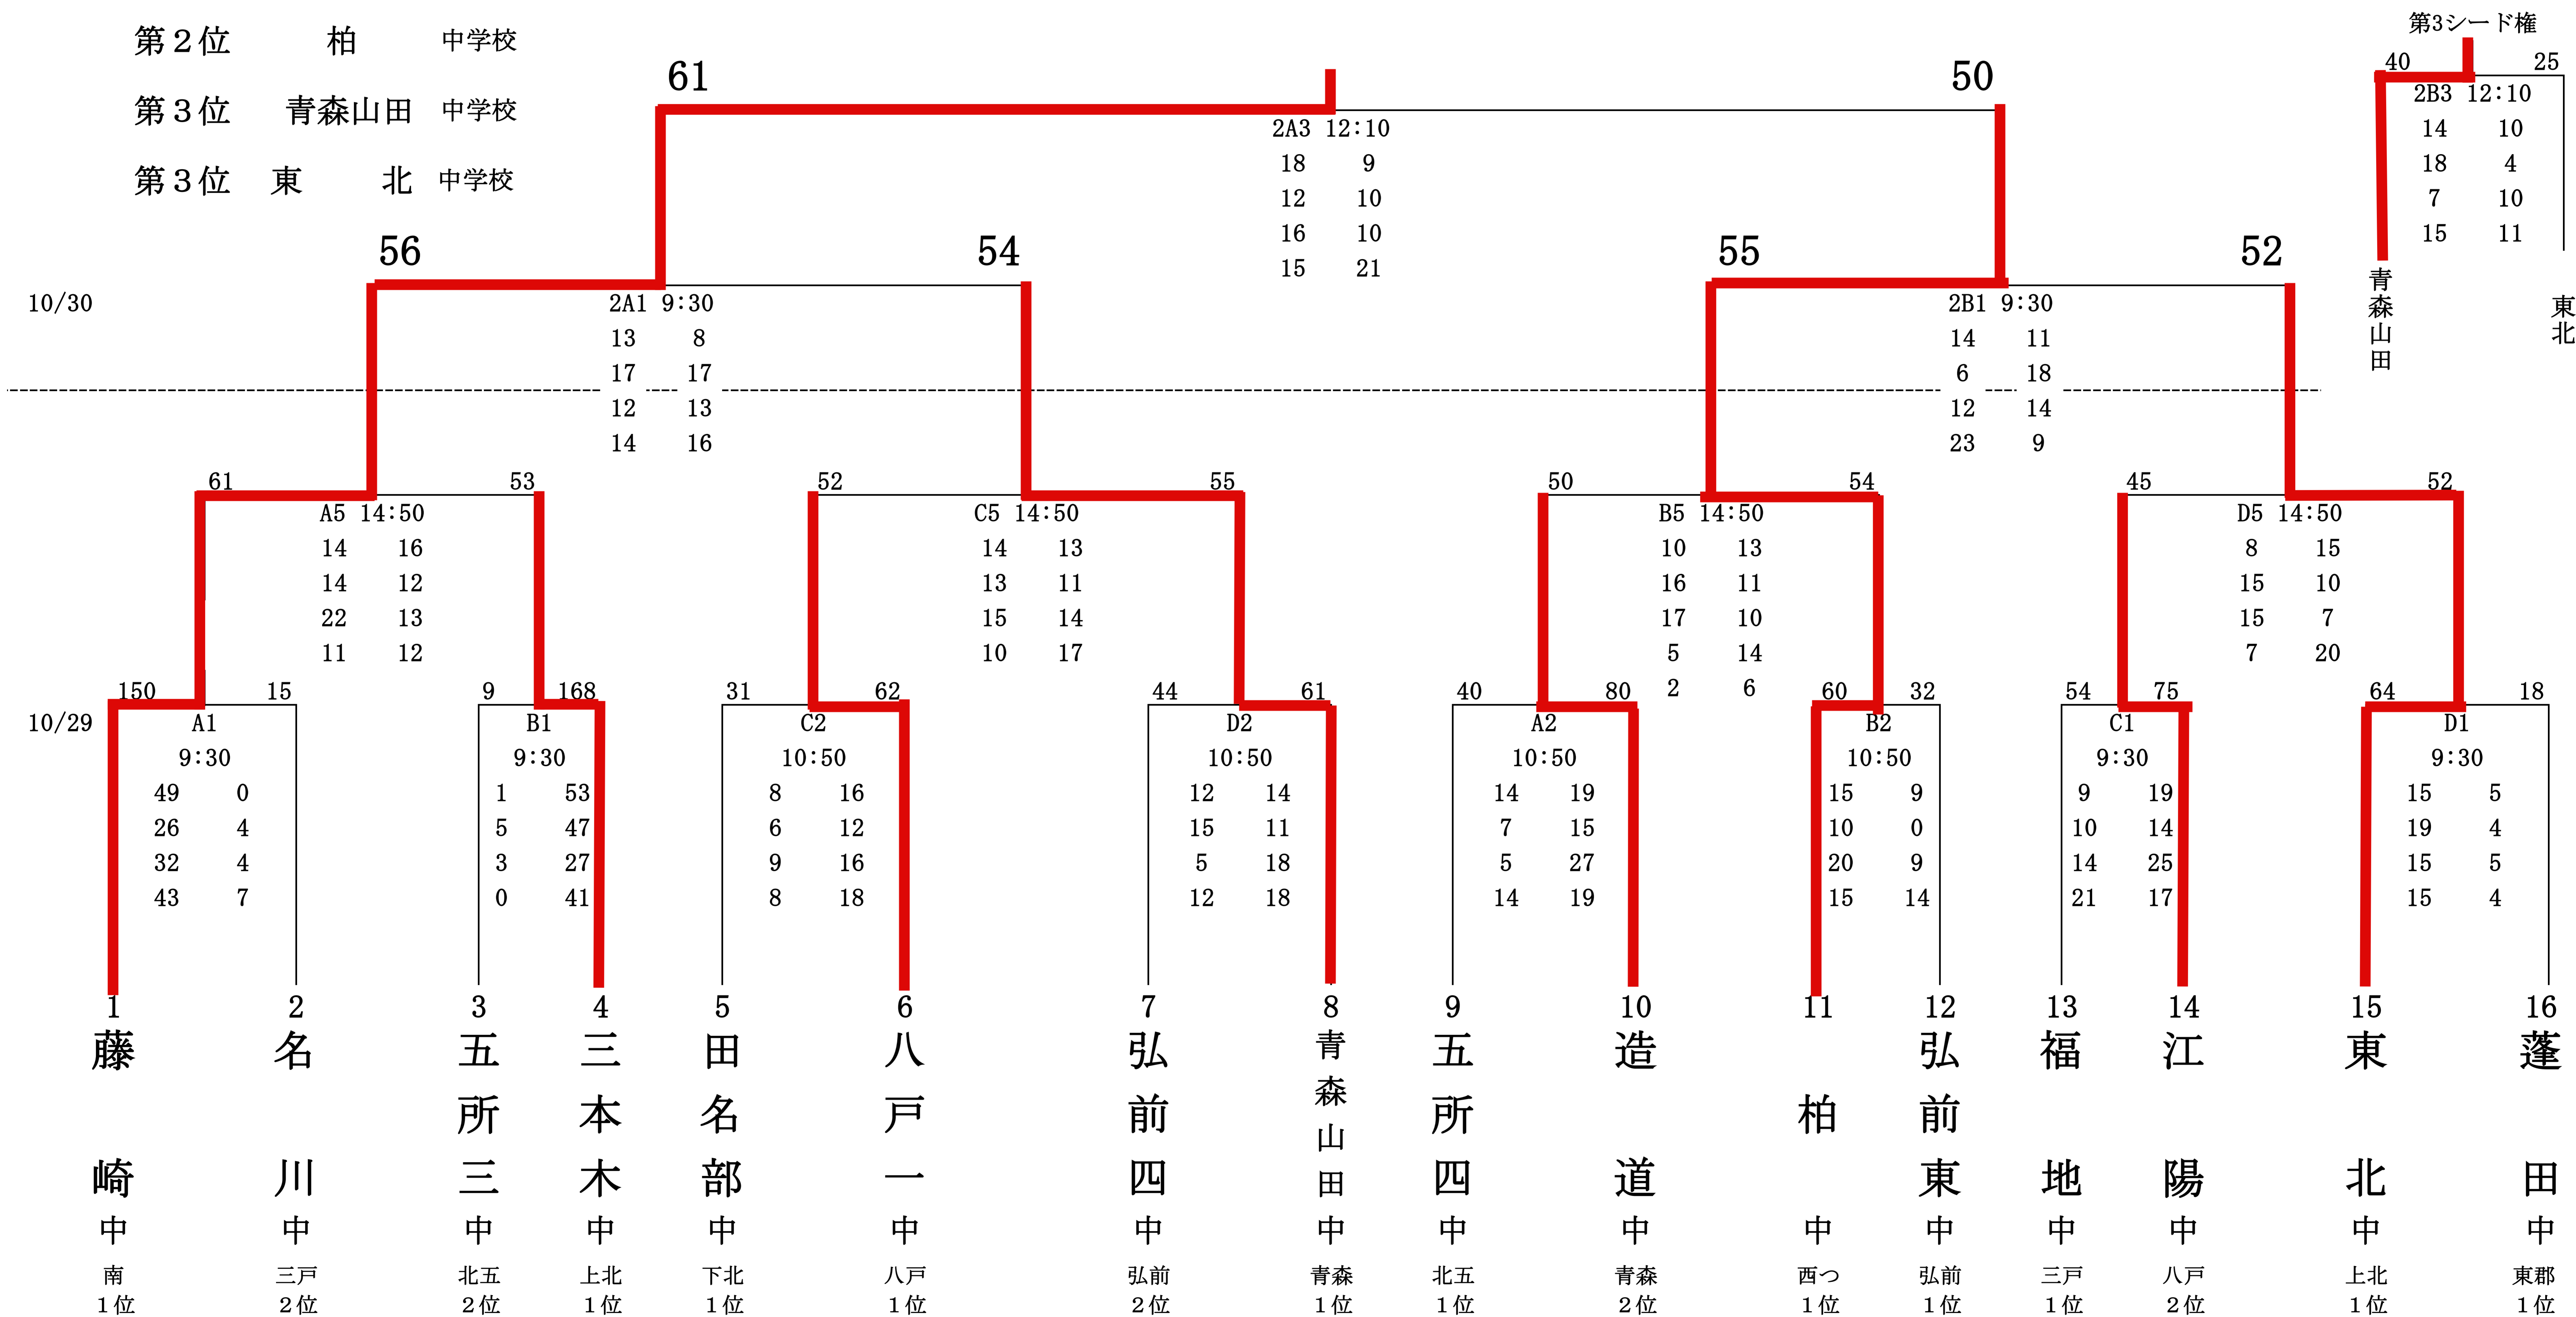 第3シード権
第２位 柏 中学校
61 50
40 25
2B3 12:10
第３位 青森山田 中学校
2A3 12:10
14 10
18 9
18 4
第３位 東 北 中学校
12 10
7 10
16 10
15 11
56 54 55 52
15 21
青森山田 東北
10/30
2A1 9:30
2B1 9:30
13 8
14 11
17 17
6 18
12 13
12 14
14 16
23 9
61 53 52 55 50 54 45 52
A5 14:50
C5 14:50
B5 14:50
D5 14:50
14 16 14 13 10 13 8 15
14 12 13 11 16 11 15 10
22 13 15 14 17 10 15 7
11 12 10 17 5 14 7 20
2 6
150 15 9 168 31 62 44 61 40 80 60 32 54 75 64 18
10/29
A1 B1 C2 D2 A2 B2 C1 D1
9:30 9:30 10:50 10:50 10:50 10:50 9:30 9:30
49 0 1 53 8 16 12 14 14 19 15 9 9 19 15 5
26 4 5 47 6 12 15 11 7 15 10 0 10 14 19 4
32 4 3 27 9 16 5 18 5 27 20 9 14 25 15 5
43 7 0 41 8 18 12 18 14 19 15 14 21 17 15 4
1 2 3 4 5 6 7 8 9 10 11 12 13 14 15 16
藤崎中
名川中
五所三中
三本木中
田名部中
八戸一中
弘前四中
青森山田中
五所四中
造道中
柏中
弘前東中
福地中
江陽中
東北中
蓬田中
南 三戸 北五 上北 下北 八戸 弘前 青森 北五 青森 西つ 弘前 三戸 八戸 上北 東郡
１位 ２位 ２位 １位 １位 １位 ２位 １位 １位 ２位 １位 １位 １位 ２位 １位 １位